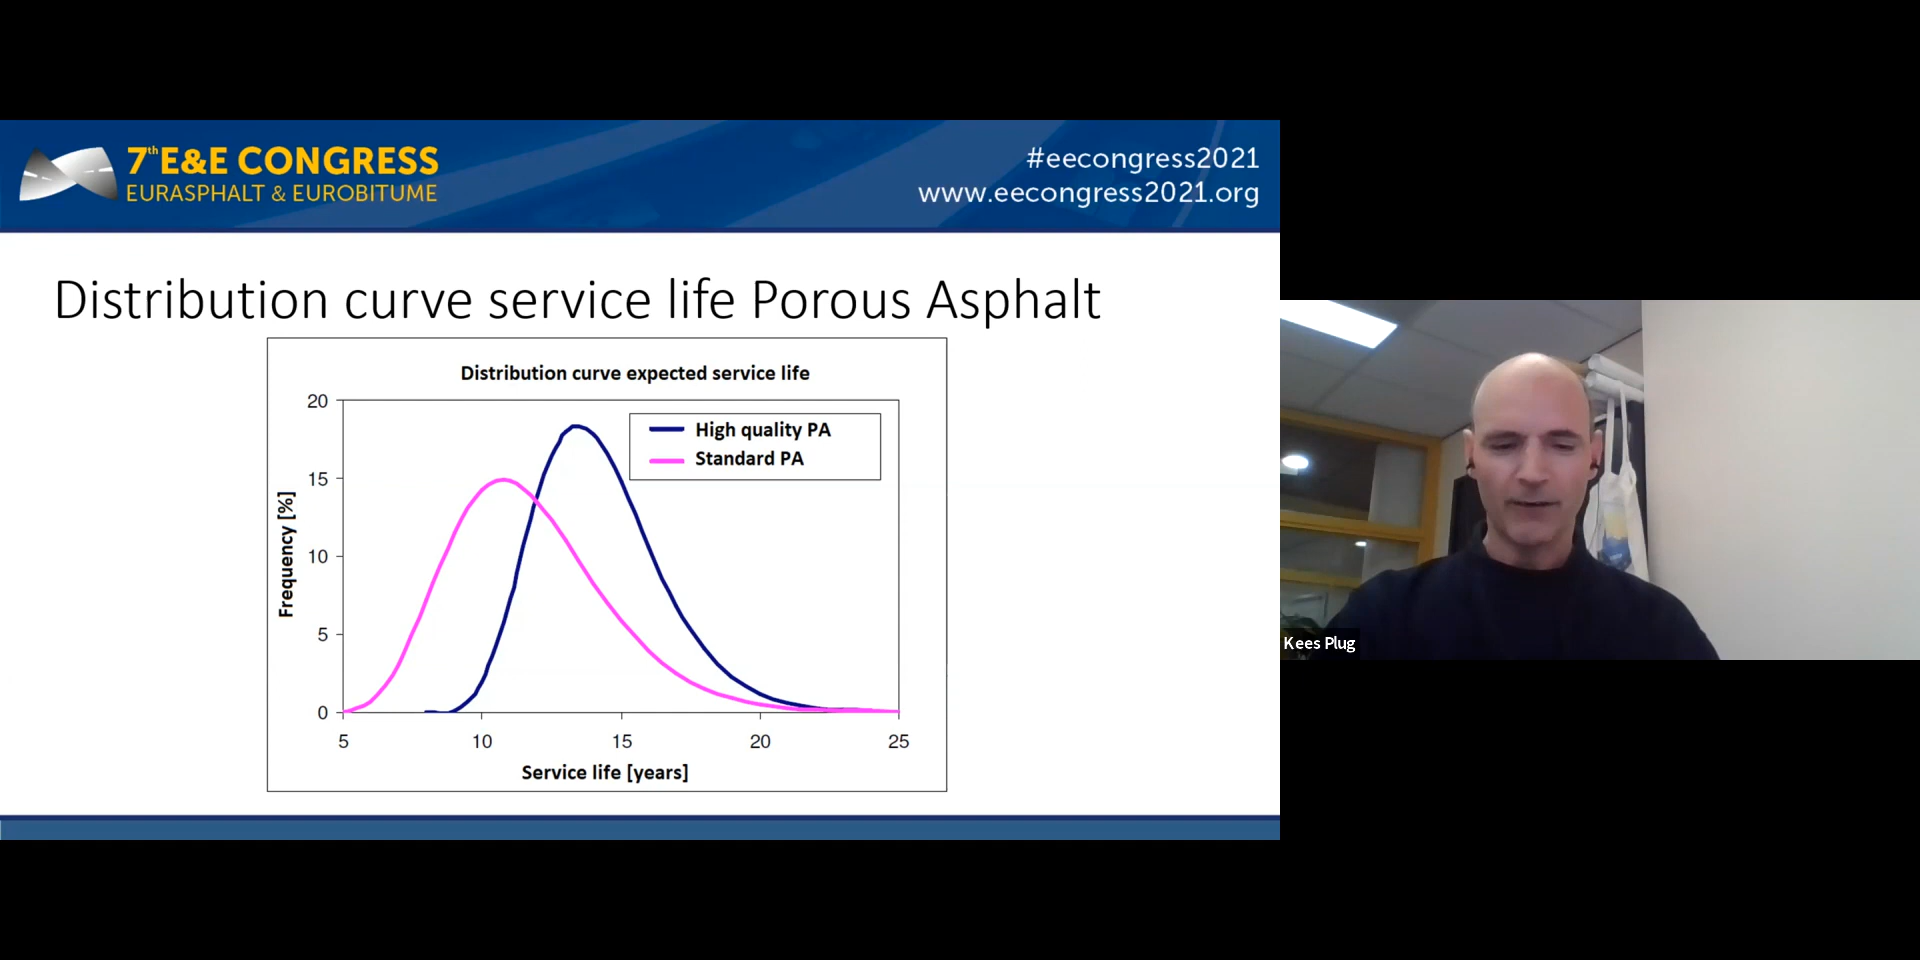 7th E&E CONGRESS
EURASPHALT & EUROBITUME
#eecongress2021
www.eecongress2021.org
Distribution curve service life Porous Asphalt
Distribution curve expected service life
High quality PA
Standard PA
Frequency [%]
20
15
10
5
0
5 10 15 20 25
Service life [years]
Kees Plug